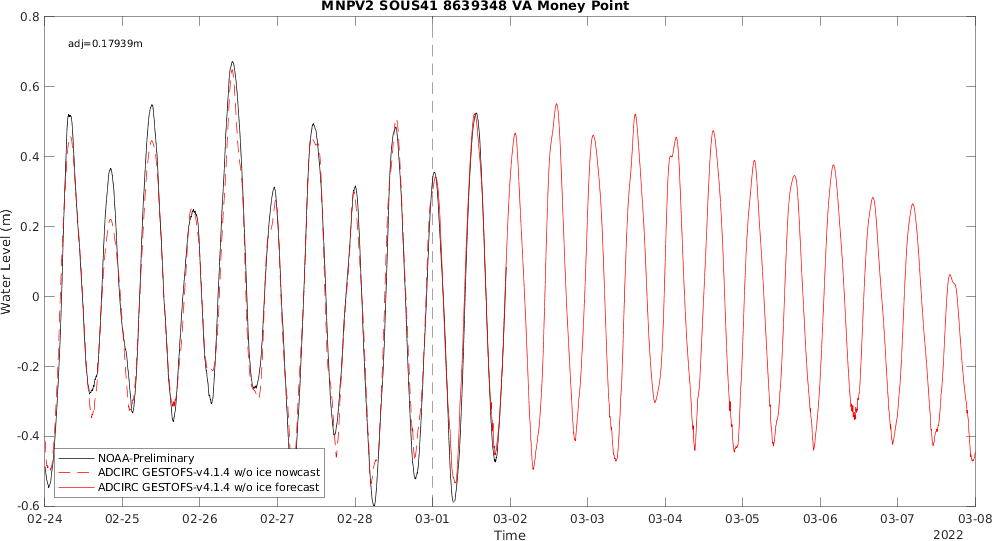 MNPV2 SOUS41 8639348 VA Money Point
adj=0.17939m
0.8
0.6
0.4
0.2
0
-0.2
-0.4
-0.6
Water Level (m)
NOAA-Preliminary
ADCIRC GESTOFS-v4.1.4 w/o ice nowcast
ADCIRC GESTOFS-v4.1.4 w/o ice forecast
02-24 02-25 02-26 02-27 02-28 03-01 03-02 03-03 03-04 03-05 03-06 03-07 03-08
Time
2022